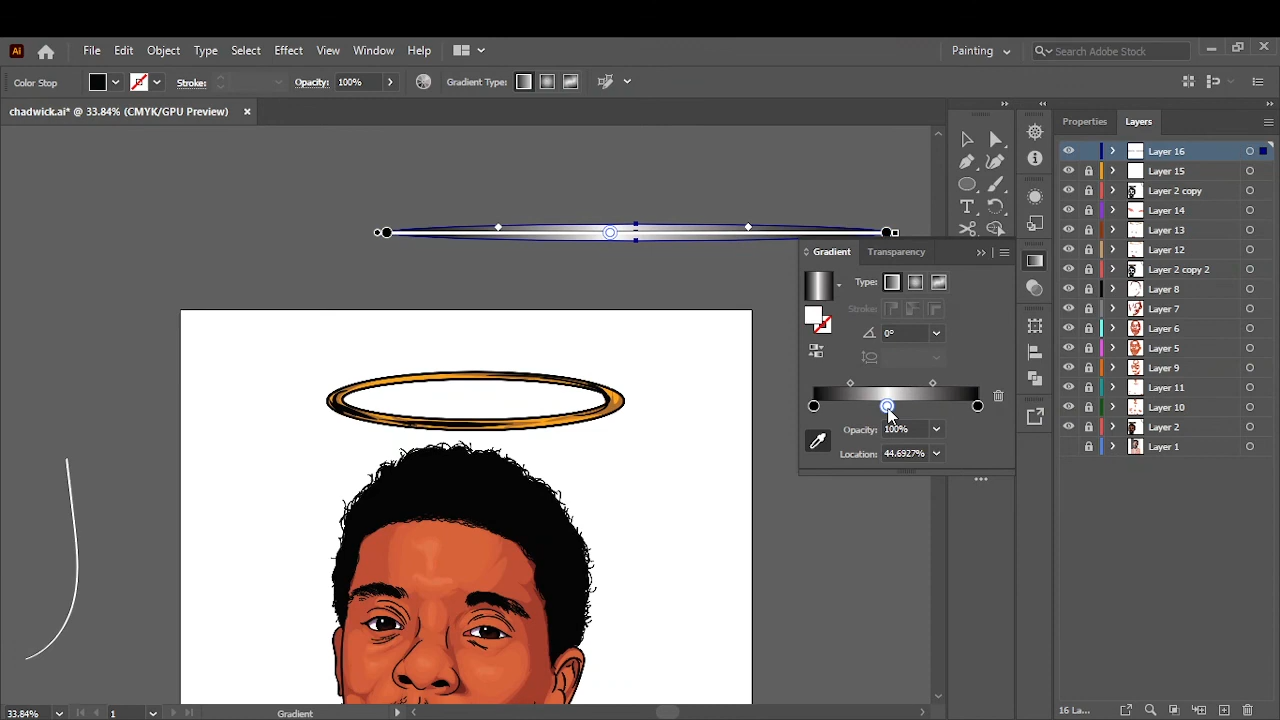 Ai File Edit Object Type Select Effect View Window Help Painting Search Adobe Stock
Color Stop Stroke: Opacity: 100% Gradient Type:
chadwick.ai* @ 33.84% (CMYK/GPU Preview)
Properties Layers
Layer 16
Layer 15
Layer 2 copy
Layer 14
Layer 13
Layer 12
Layer 2 copy 2
Layer 8
Layer 7
Layer 6
Layer 5
Layer 9
Layer 11
Layer 10
Layer 2
Layer 1
Gradient Transparency
Type:
Stroke:
0°
Opacity: 100%
Location: 44.6927%
33.84% 1 Gradient
16 La...